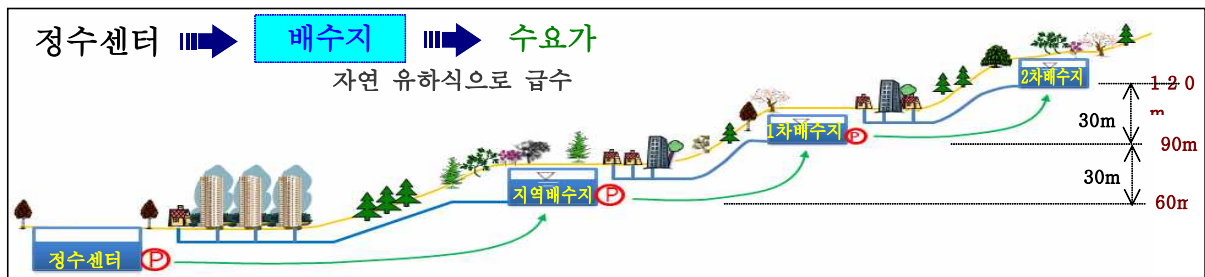 정수센터 배수지 수요가
자연 유하식으로 급수
2차배수지
120
m
30m
1차배수지 P
90m
30m
지역배수지 P
60m
정수센터 P